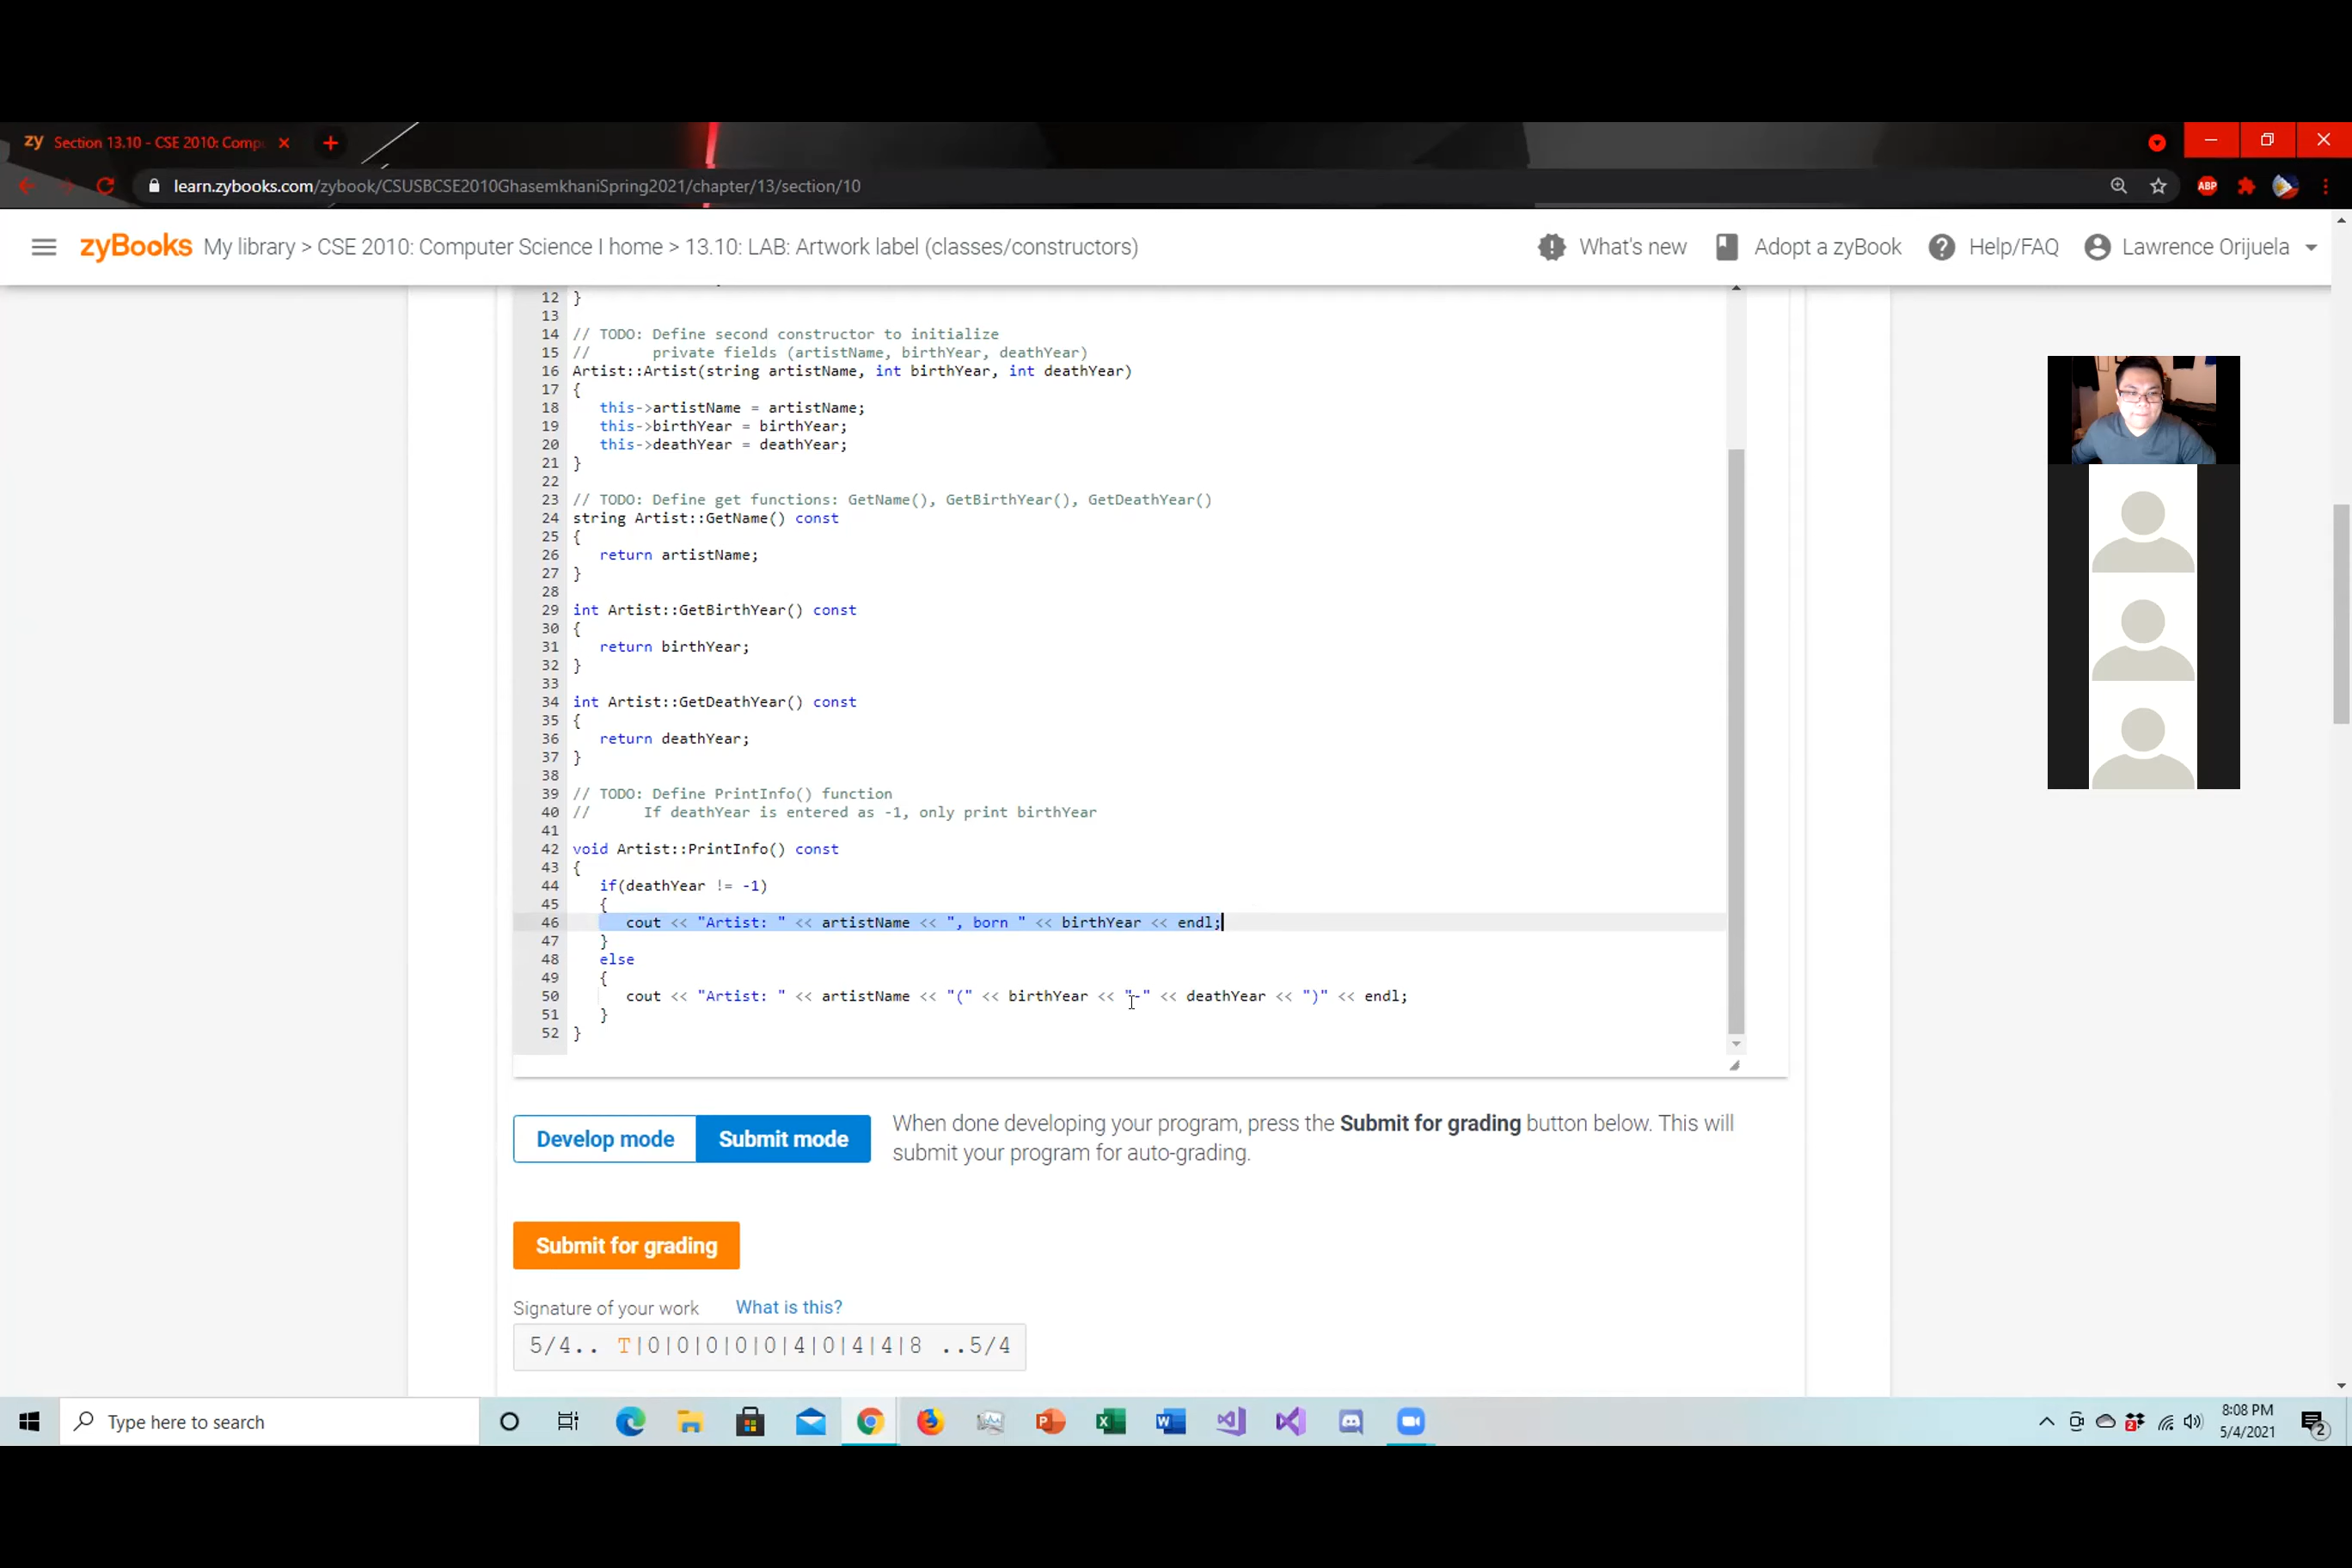 zy Section 13.10 - CSE 2010: Comp
learn.zybooks.com/zybook/CSUSBCSE2010GhasemkhaniSpring2021/chapter/13/section/10
ABP
zyBooks My library > CSE 2010: Computer Science I home > 13.10: LAB: Artwork label (classes/constructors)
What's new Adopt a zyBook Help/FAQ Lawrence Orijuela
12 }
13
14 // TODO: Define second constructor to initialize
15 // private fields (artistName, birthYear, deathYear)
16 Artist::Artist(string artistName, int birthYear, int deathYear)
17 {
18 this->artistName = artistName;
19 this->birthYear = birthYear;
20 this->deathYear = deathYear;
21 }
22
23 // TODO: Define get functions: GetName(), GetBirthYear(), GetDeathYear()
24 string Artist::GetName() const
25 {
26 return artistName;
27 }
28
29 int Artist::GetBirthYear() const
30 {
31 return birthYear;
32 }
33
34 int Artist::GetDeathYear() const
35 {
36 return deathYear;
37 }
38
39 // TODO: Define PrintInfo() function
40 // If deathYear is entered as -1, only print birthYear
41
42 void Artist::PrintInfo() const
43 {
44 if(deathYear != -1)
45 {
46 cout << "Artist: " << artistName << ", born " << birthYear << endl;
47 }
48 else
49 {
50 cout << "Artist: " << artistName << "(" << birthYear << "-" << deathYear << ")" << endl;
51 }
52 }
Develop mode Submit mode
When done developing your program, press the Submit for grading button below. This will
submit your program for auto-grading.
Submit for grading
Signature of your work What is this?
5/4.. T|0|0|0|0|0|4|0|4|4|8 ..5/4
Type here to search
8:08 PM
5/4/2021
2